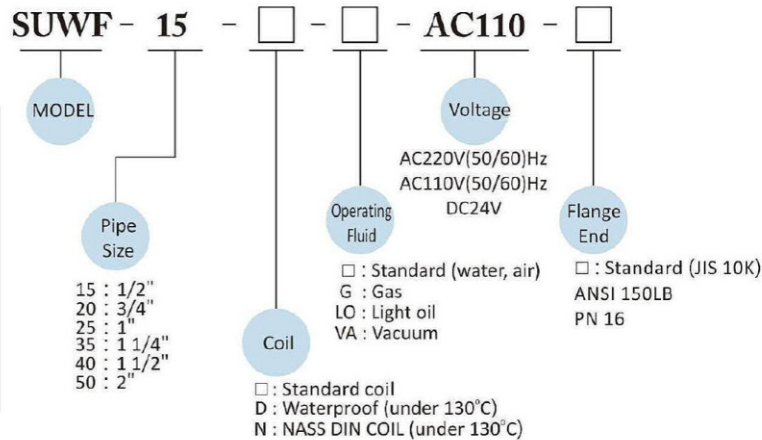 SUWF - 15 - □ - □ - AC110 - □
MODEL
Voltage
AC220V(50/60)Hz
AC110V(50/60)Hz
DC24V
Pipe
Size
15 : 1/2"
20 : 3/4"
25 : 1"
35 : 1 1/4"
40 : 1 1/2"
50 : 2"
Operating
Fluid
□ : Standard (water, air)
G : Gas
LO : Light oil
VA : Vacuum
Flange
End
□ : Standard (JIS 10K)
ANSI 150LB
PN 16
Coil
□ : Standard coil
D : Waterproof (under 130°C)
N : NASS DIN COIL (under 130°C)